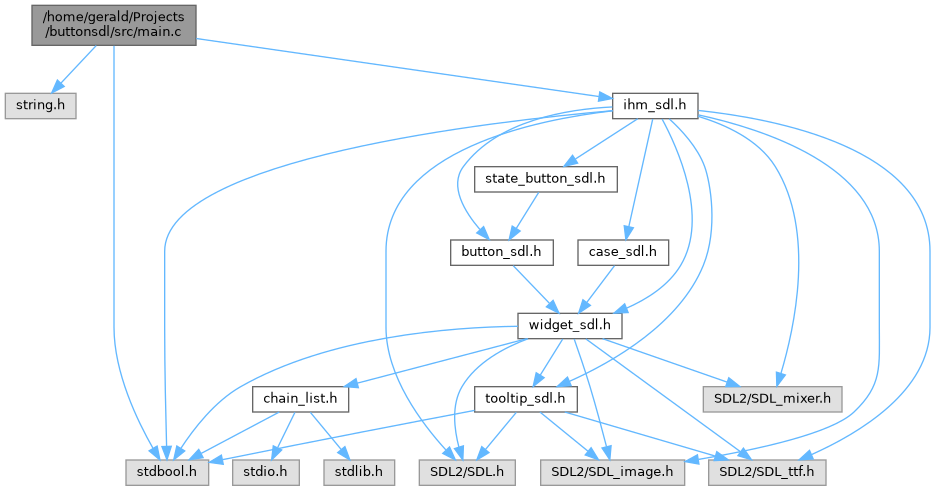 /home/gerald/Projects
/buttonsdl/src/main.c
string.h
ihm_sdl.h
state_button_sdl.h
button_sdl.h
case_sdl.h
widget_sdl.h
chain_list.h
tooltip_sdl.h
SDL2/SDL_mixer.h
stdbool.h
stdio.h
stdlib.h
SDL2/SDL.h
SDL2/SDL_image.h
SDL2/SDL_ttf.h